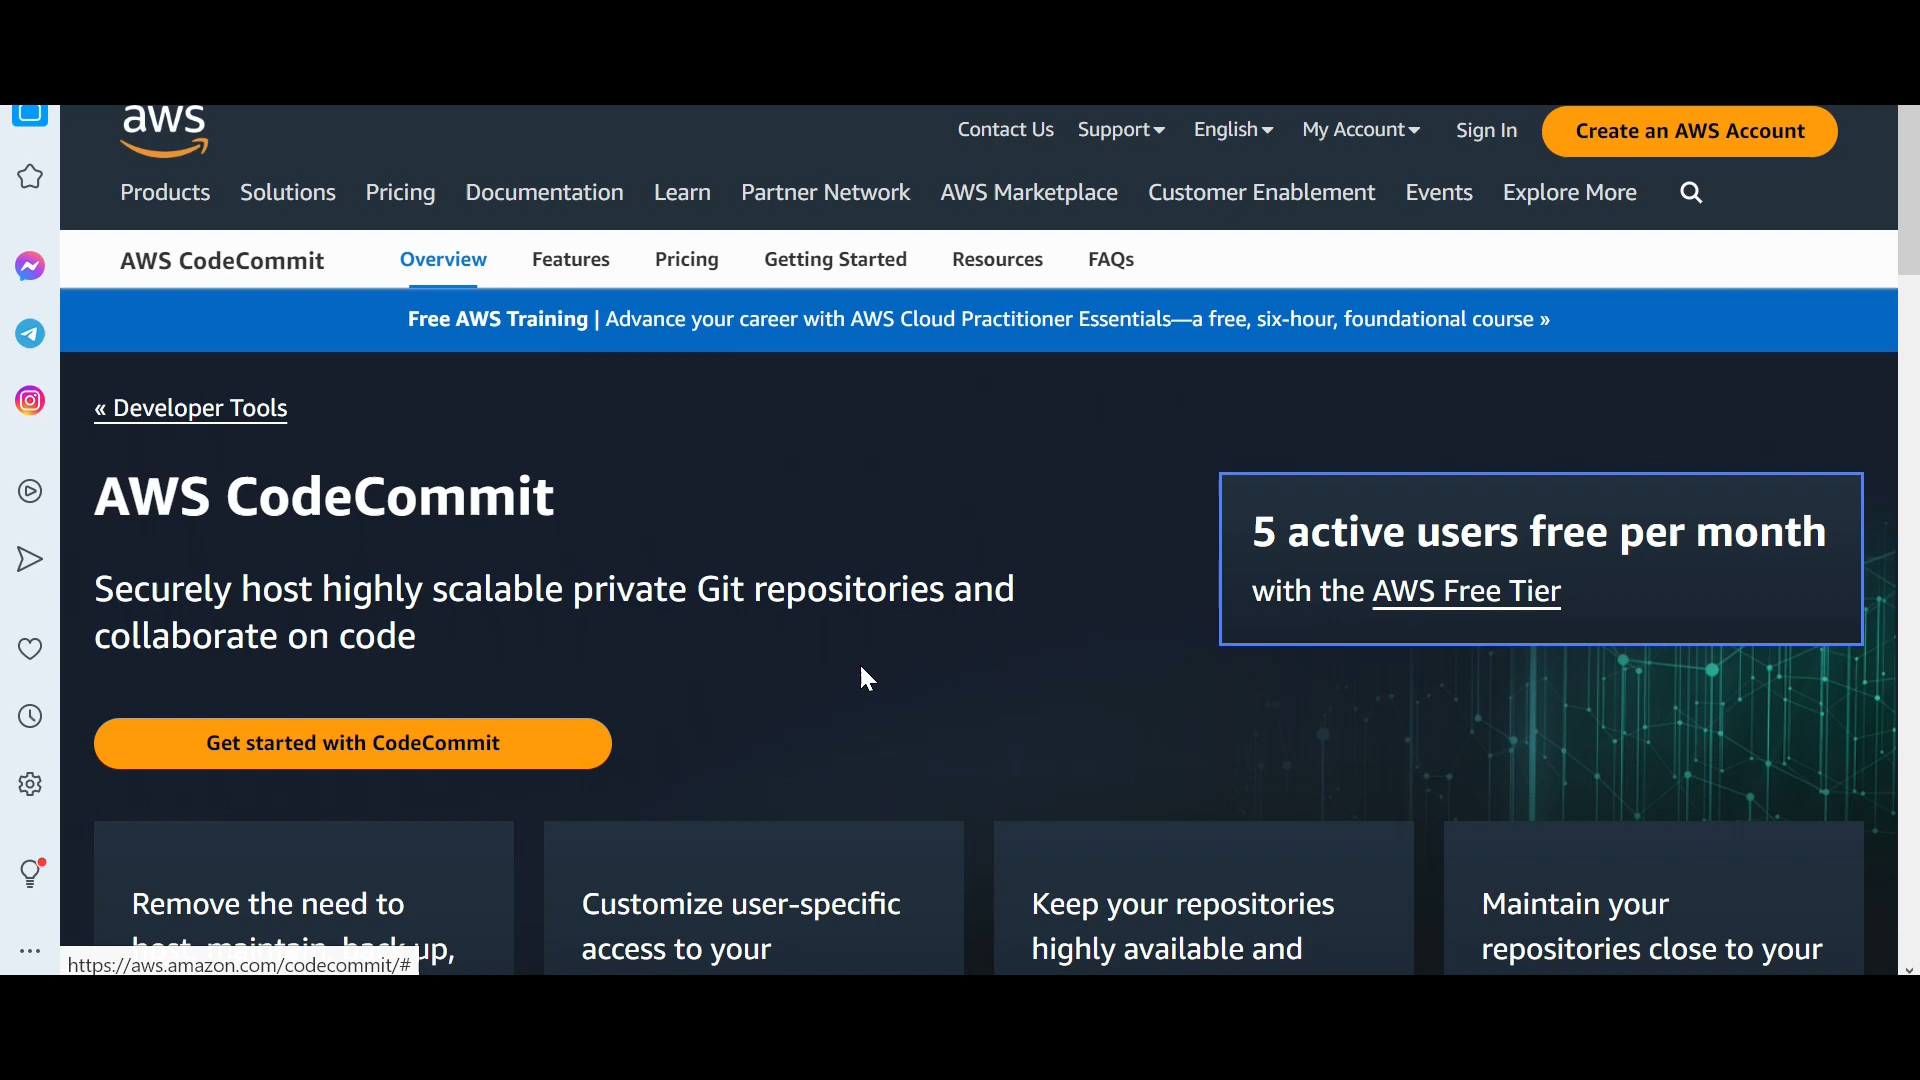 aws
Contact Us Support English My Account Sign In Create an AWS Account
Products Solutions Pricing Documentation Learn Partner Network AWS Marketplace Customer Enablement Events Explore More
AWS CodeCommit Overview Features Pricing Getting Started Resources FAQs
Free AWS Training | Advance your career with AWS Cloud Practitioner Essentials—a free, six-hour, foundational course »
« Developer Tools
AWS CodeCommit
Securely host highly scalable private Git repositories and
collaborate on code
Get started with CodeCommit
5 active users free per month
with the AWS Free Tier
Remove the need to
host, maintain, back up,
Customize user-specific
access to your
Keep your repositories
highly available and
Maintain your
repositories close to your
https://aws.amazon.com/codecommit/#